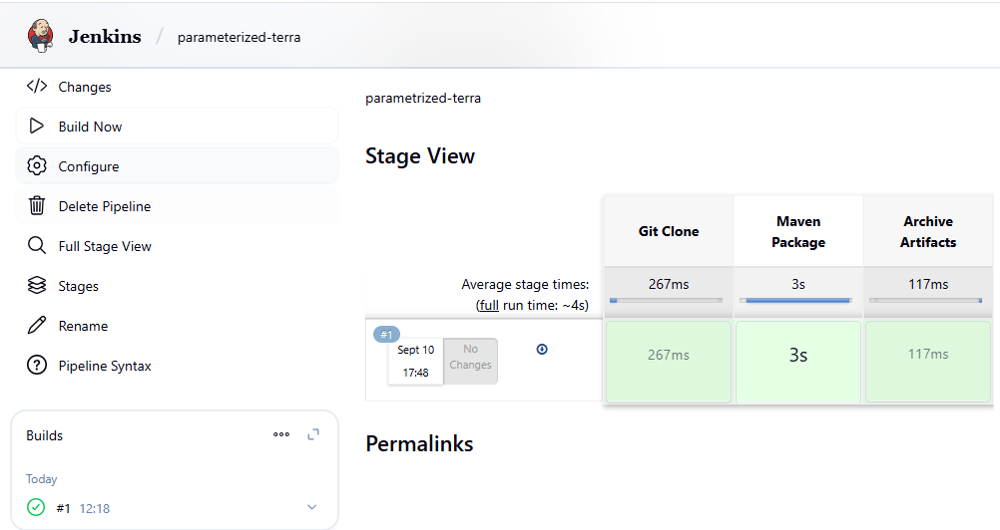 Jenkins / parameterized-terra
Changes
Build Now
Configure
Delete Pipeline
Full Stage View
Stages
Rename
Pipeline Syntax
Builds
Today
#1 12:18
parametrized-terra
Stage View
Git Clone
Maven
Package
Archive
Artifacts
Average stage times:
(full run time: ~4s)
267ms
3s
117ms
#1
Sept 10
17:48
No
Changes
267ms
3s
117ms
Permalinks